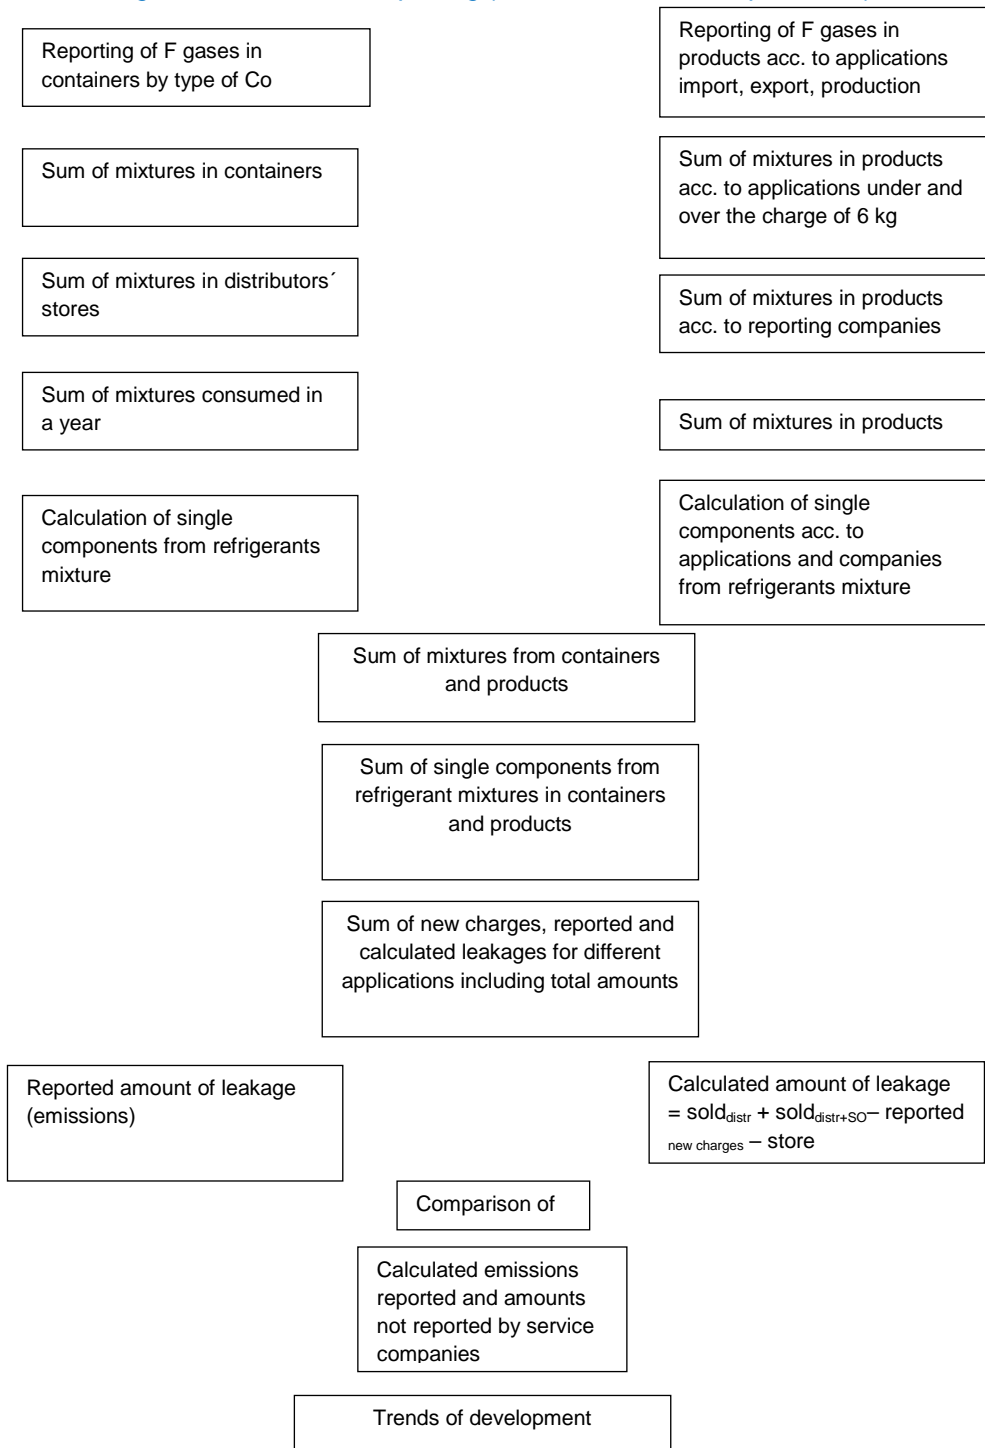 Reporting of F gases in
containers by type of Co
Reporting of F gases in
products acc. to applications
import, export, production
Sum of mixtures in containers
Sum of mixtures in products
acc. to applications under and
over the charge of 6 kg
Sum of mixtures in distributors´
stores
Sum of mixtures in products
acc. to reporting companies
Sum of mixtures consumed in
a year
Sum of mixtures in products
Calculation of single
components from refrigerants
mixture
Calculation of single
components acc. to
applications and companies
from refrigerants mixture
Sum of mixtures from containers
and products
Sum of single components from
refrigerant mixtures in containers
and products
Sum of new charges, reported and
calculated leakages for different
applications including total amounts
Reported amount of leakage
(emissions)
Calculated amount of leakage
= sold distr + sold distr+SO – reported
new charges – store
Comparison of
Calculated emissions
reported and amounts
not reported by service
companies
Trends of development